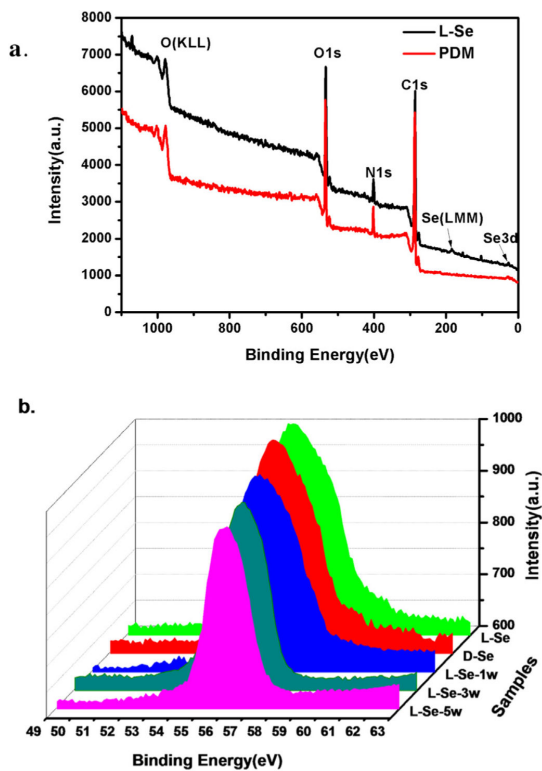 a.
8000
7000
6000
5000
4000
3000
2000
1000
0
Intensity(a.u.)
O(KLL)
O1s
N1s
C1s
Se(LMM)
Se3d
L-Se
PDM
1000 800 600 400 200 0
Binding Energy(eV)
b.
1000
900
800
700
600
Intensity(a.u.)
L-Se
D-Se
L-Se-1w
L-Se-3w
L-Se-5w
Samples
49 50 51 52 53 54 55 56 57 58 59 60 61 62 63
Binding Energy(eV)